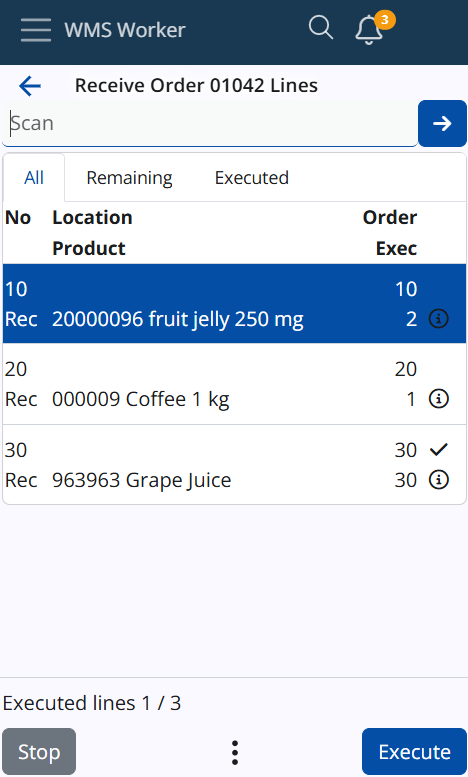 WMS Worker
3
Receive Order 01042 Lines
Scan
All Remaining Executed
No Location Order
Product Exec
10 10
Rec 20000096 fruit jelly 250 mg 2
20 20
Rec 000009 Coffee 1 kg 1
30 30
Rec 963963 Grape Juice 30
Executed lines 1 / 3
Stop Execute